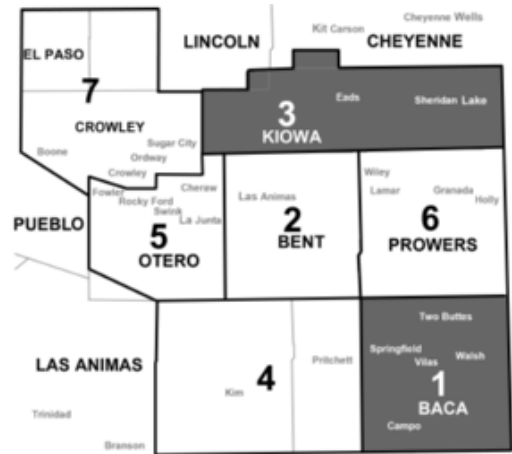 Cheyenne Wells
Kit Carson
LINCOLN
CHEYENNE
EL PASO
7
CROWLEY
3
KIOWA
Eads
Sheridan Lake
Sugar City
Ordway
Boone
Crowley
Fowler
Cheraw
Rocky Ford
Swink
La Junta
PUEBLO
5
OTERO
Las Animas
2
BENT
Wiley
Lamar
Granada
Holly
6
PROWERS
LAS ANIMAS
Trinidad
Branson
Kim
4
Pritchett
Two Buttes
Springfield
Vilas
Walsh
1
BACA
Campo